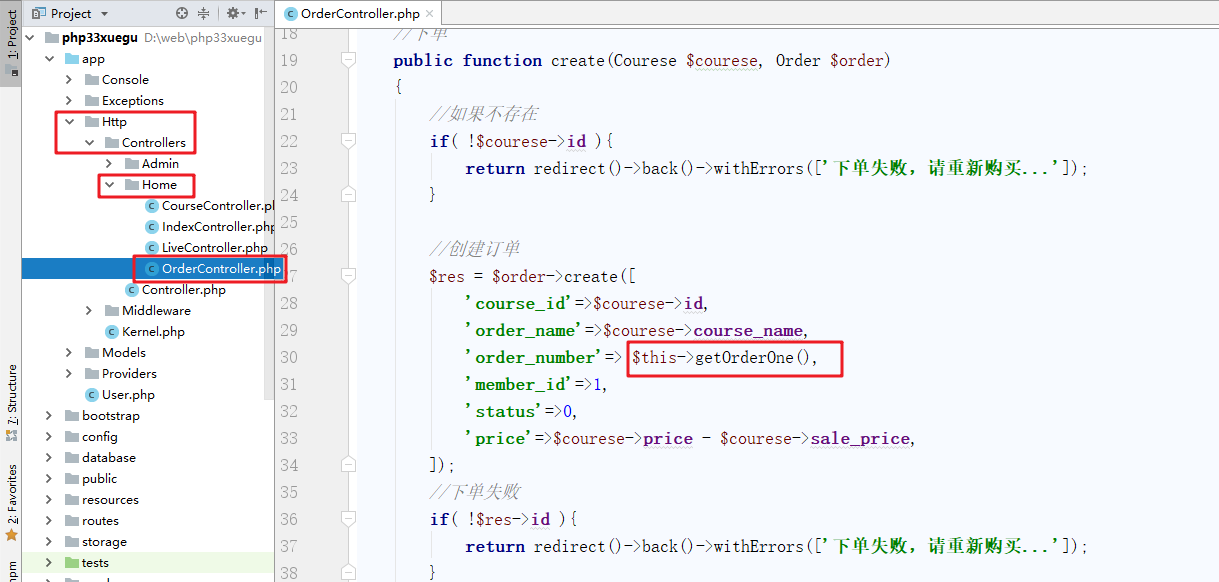 Project
OrderController.php
1: Project
7: Structure
2: Favorites
npm
php33xuegu D:\web\php33xuegu
app
Console
Exceptions
Http
Controllers
Admin
Home
CourseController.pl
IndexController.php
LiveController.php
OrderController.php
Controller.php
Middleware
Kernel.php
Models
Providers
User.php
bootstrap
config
database
public
resources
routes
storage
tests
18 //下单
19 public function create(Courese $courese, Order $order)
20 {
21 //如果不存在
22 if( !$courese->id ){
23 return redirect()->back()->withErrors(['下单失败，请重新购买...']);
24 }
25
26 //创建订单
27 $res = $order->create([
28 'course_id'=>$courese->id,
29 'order_name'=>$courese->course_name,
30 'order_number'=> $this->getOrderOne(),
31 'member_id'=>1,
32 'status'=>0,
33 'price'=>$courese->price - $courese->sale_price,
34 ]);
35 //下单失败
36 if( !$res->id ){
37 return redirect()->back()->withErrors(['下单失败，请重新购买...']);
38 }